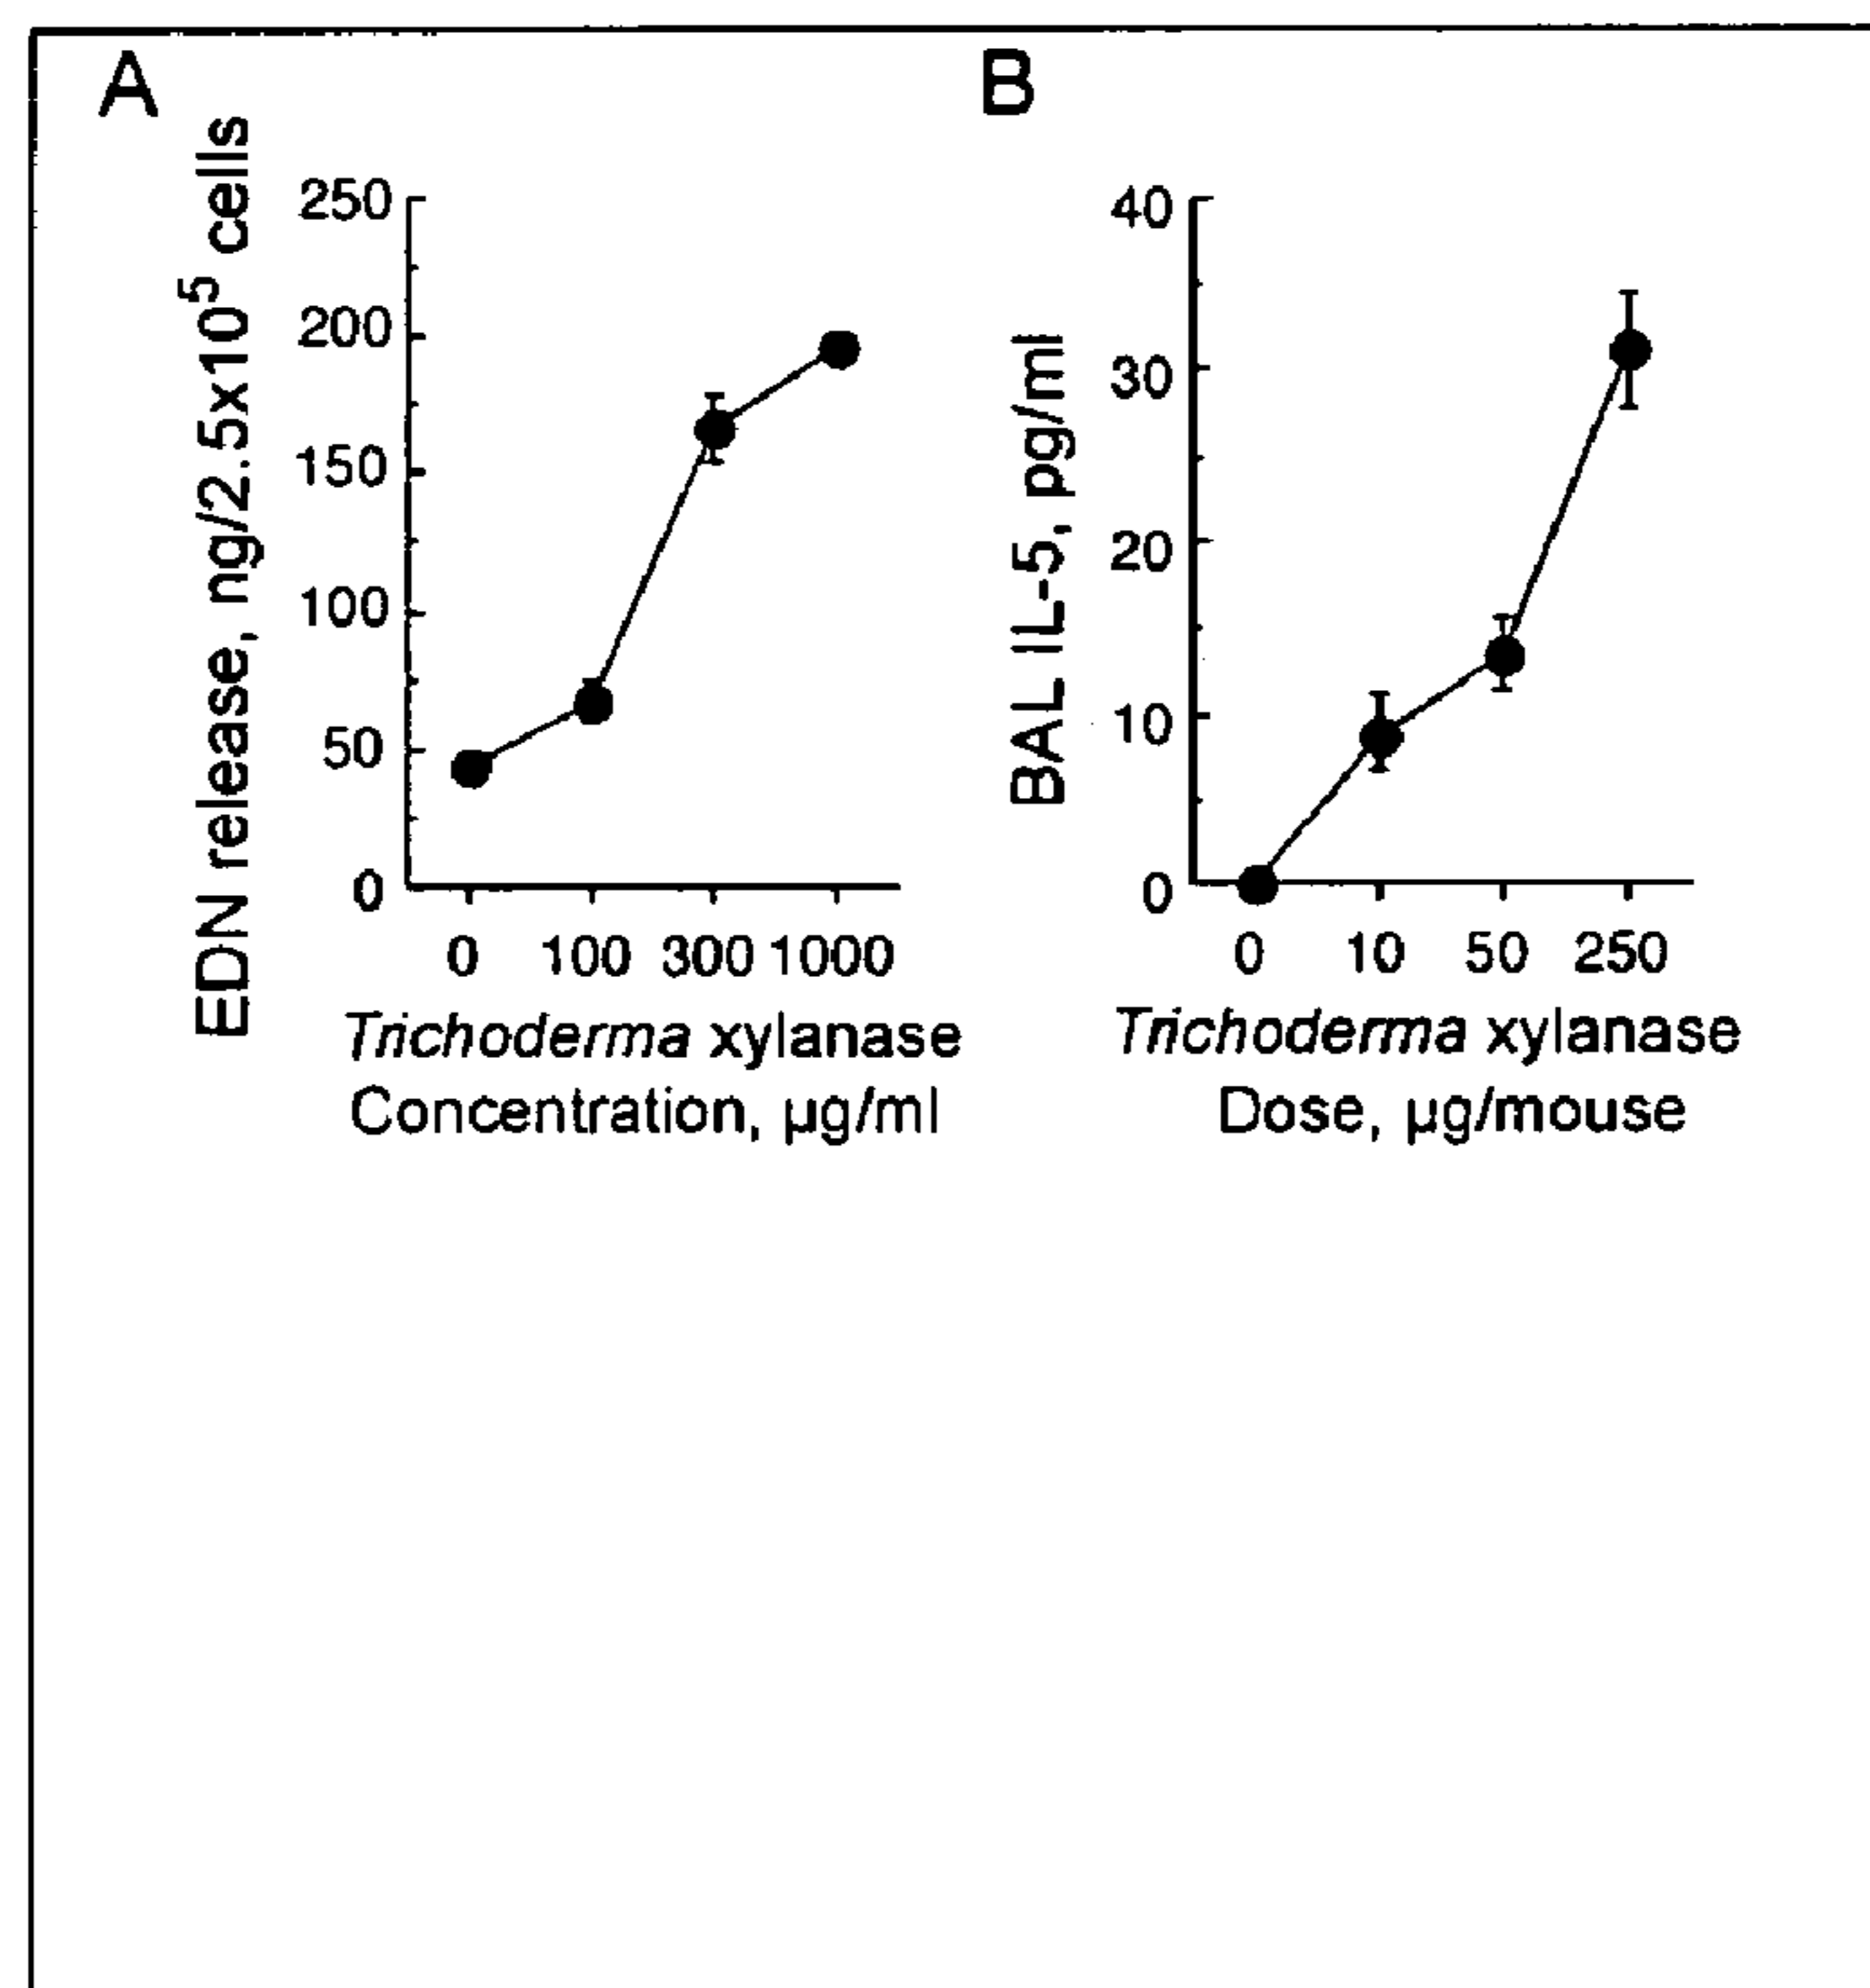 A
EDN release, ng/2.5x10⁵ cells
250
200
150
100
50
0
0 100 300 1000
Trichoderma xylanase
Concentration, µg/ml
B
BAL IL-5, pg/ml
40
30
20
10
0
0 10 50 250
Trichoderma xylanase
Dose, µg/mouse